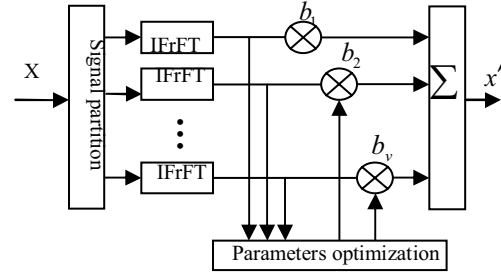 X
Signal partition
IFrFT
IFrFT
⋮
IFrFT
b₁
b₂
bᵥ
Σ
x'
Parameters optimization